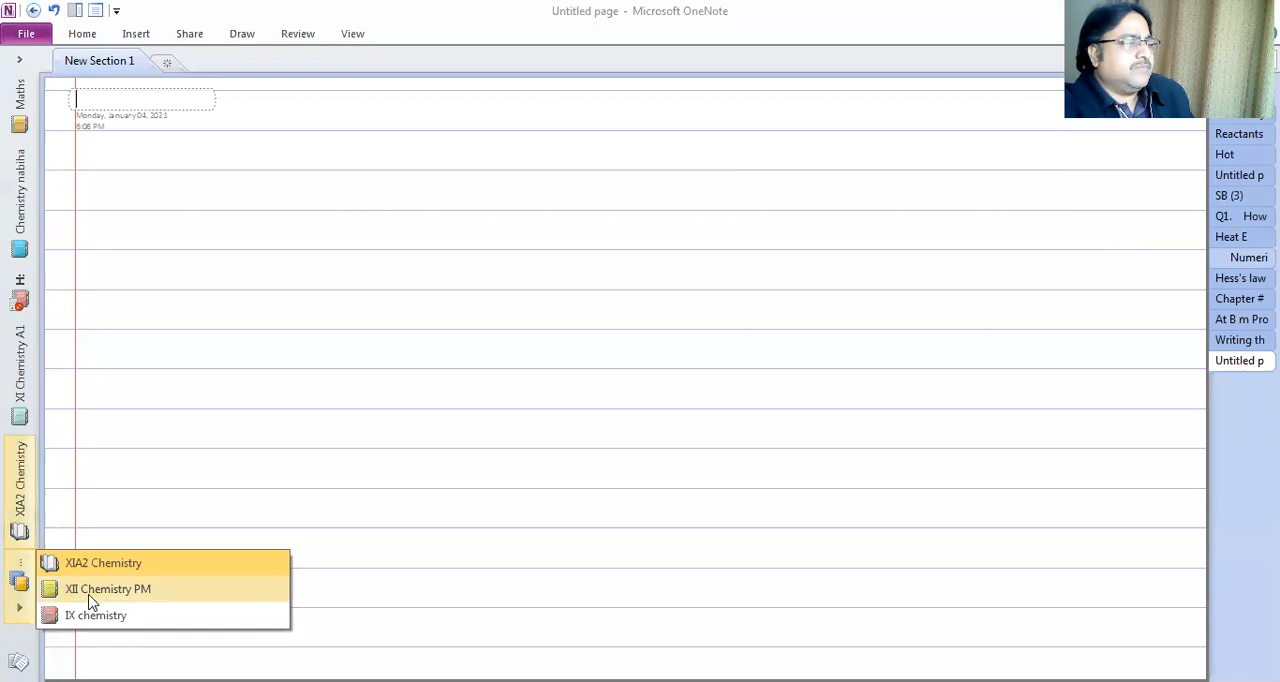 Untitled page - Microsoft OneNote
File Home Insert Share Draw Review View
New Section 1
Monday, January 04, 2021
6:06 PM
Maths
Chemistry nabiha
XI Chemistry A1
XIA2 Chemistry
XIA2 Chemistry
XII Chemistry PM
IX chemistry
Reactants
Hot
Untitled p
SB (3)
Q1. How
Heat E
Numeri
Hess's law
Chapter #
At B m Pro
Writing th
Untitled p